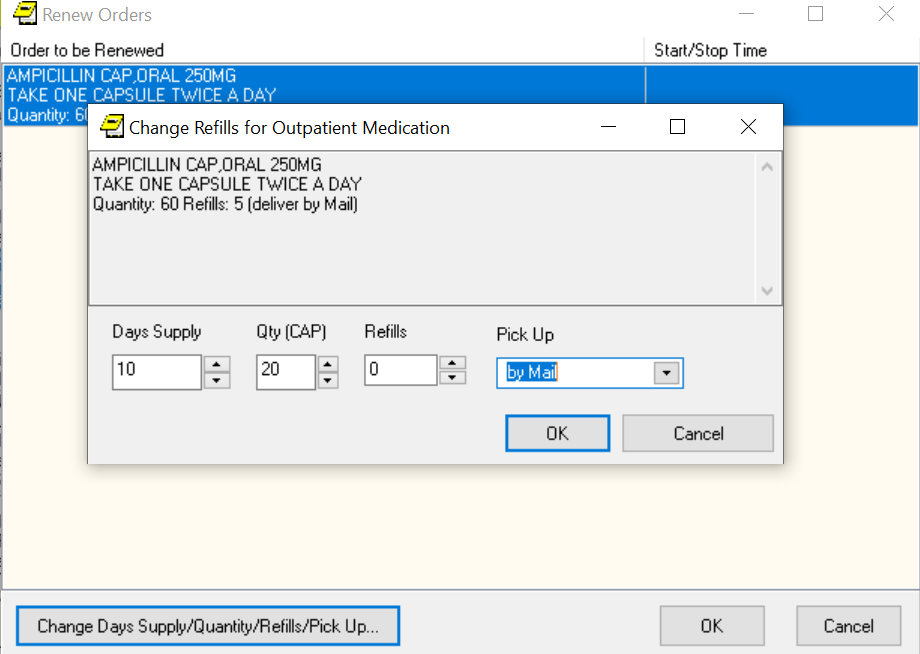 Renew Orders
Order to be Renewed
Start/Stop Time
AMPICILLIN CAP,ORAL 250MG
TAKE ONE CAPSULE TWICE A DAY
Quantity: 60
Change Refills for Outpatient Medication
AMPICILLIN CAP,ORAL 250MG
TAKE ONE CAPSULE TWICE A DAY
Quantity: 60 Refills: 5 (deliver by Mail)
Days Supply
Qty (CAP)
Refills
Pick Up
10
20
0
by Mail
OK
Cancel
Change Days Supply/Quantity/Refills/Pick Up...
OK
Cancel